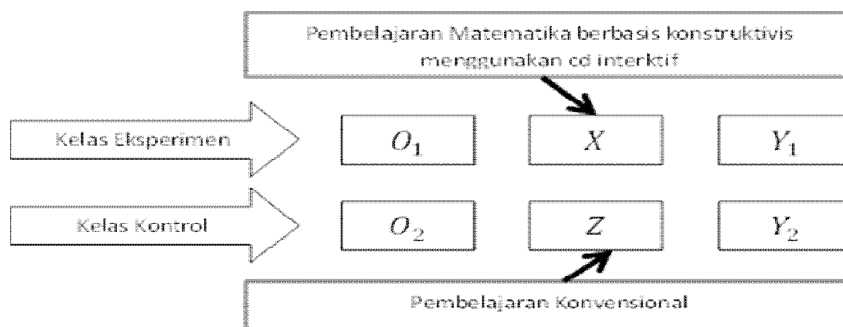 Pembelajaran Matematika berbasis konstruktivis
menggunakan cd interktif
Kelas Eksperimen O₁ X Y₁
Kelas Kontrol O₂ Z Y₂
Pembelajaran Konvensional